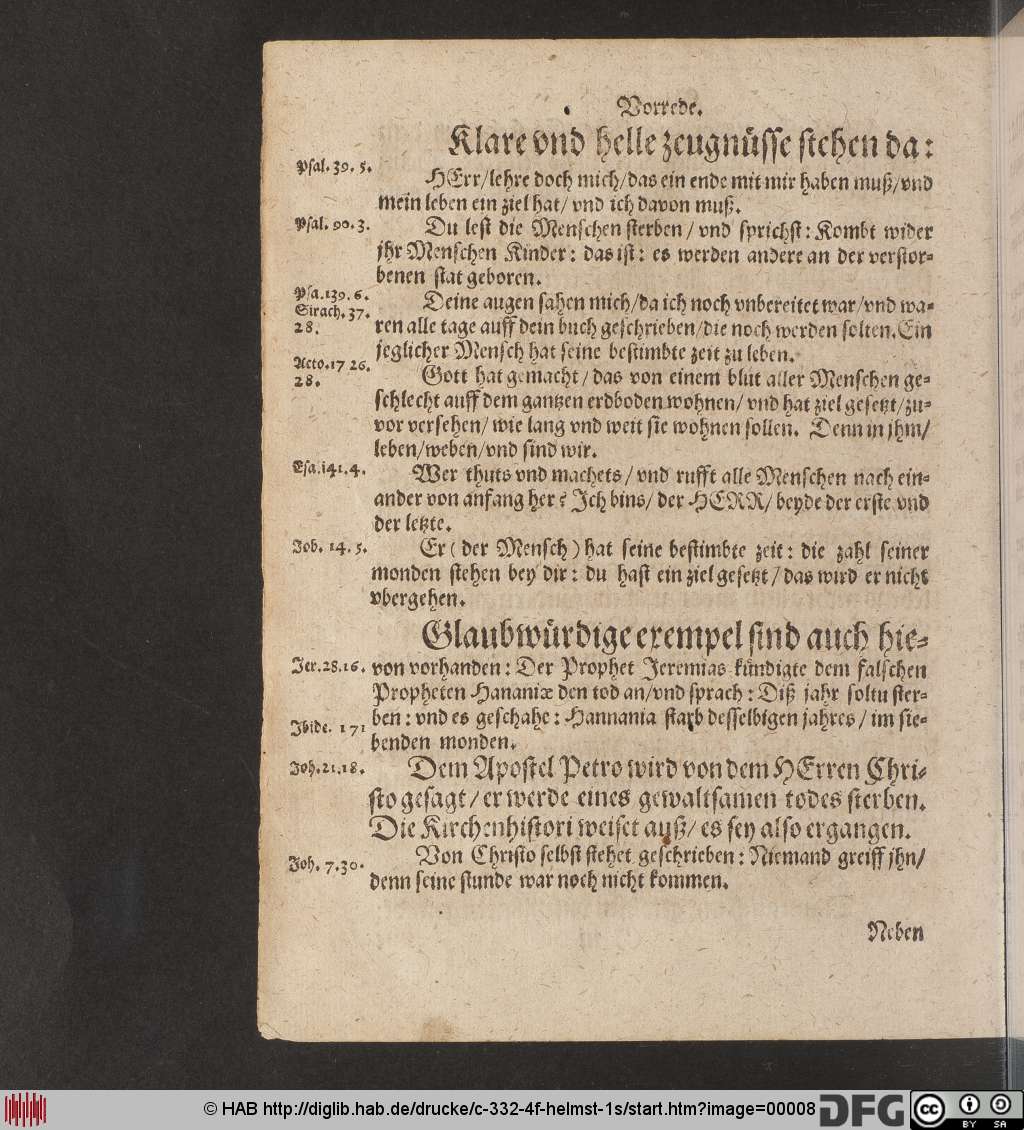 Vorrede.
Klare vnd helle zeugnüsse stehen da:
Psal. 39. 5.
HErr/lehre doch mich/das ein ende mit mir haben muß/vnd
mein leben ein ziel hat/ vnd ich davon muß.
Psal. 90. 3.
Du lest die Menschen sterben / vnd sprichst: Kombt wider
jhr Menschen Kinder: das ist: es werden andere an der verstor-
benen stat geboren.
Psa. 139. 6.
Sirach. 37.
28.
Deine augen sahen mich/da ich noch vnbereitet war/vnd wa-
ren alle tage auff dein buch geschrieben/die noch werden solten. Ein
jeglicher Mensch hat seine bestimbte zeit zu leben.
Acto. 17 26.
28.
Gott hat gemacht / das von einem blut aller Menschen ge-
schlecht auff dem gantzen erdboden wohnen/ vnd hat ziel gesetzt/zu-
vor versehen/ wie lang vnd weit sie wohnen sollen. Denn in jhm/
leben/weben/vnd sind wir.
Esa. i41. 4.
Wer thuts vnd machets / vnd rufft alle Menschen nach ein-
ander von anfang her? Ich bins/ der HERR/ beyde der erste vnd
der letzte.
Job. 14. 5.
Er ( der Mensch ) hat seine bestimbte zeit: die zahl seiner
monden stehen bey dir: du hast ein ziel gesetzt / das wird er nicht
vbergehen.
Glaubwürdige exempel sind auch hie-
Jer. 28. 16.
von vorhanden: Der Prophet Jeremias kündigte dem falschen
Propheten Hananiæ den tod an/vnd sprach: Diß jahr soltu ster-
ben: vnd es geschahe: Hannania starb desselbigen jahres / im sie-
Ibide. 171
benden monden.
Joh. 21. 18.
Dem Apostel Petro wird von dem HErren Chri-
sto gesagt / er werde eines gewaltsamen todes sterben.
Die Kirchenhistori weiset auß/ es sey also ergangen.
Joh. 7. 30.
Von Christo selbst stehet geschrieben: Niemand greiff jhn/
denn seine stunde war noch nicht kommen.
Neben
© HAB http://diglib.hab.de/drucke/c-332-4f-helmst-1s/start.htm?image=00008
DFG
cc
BY SA